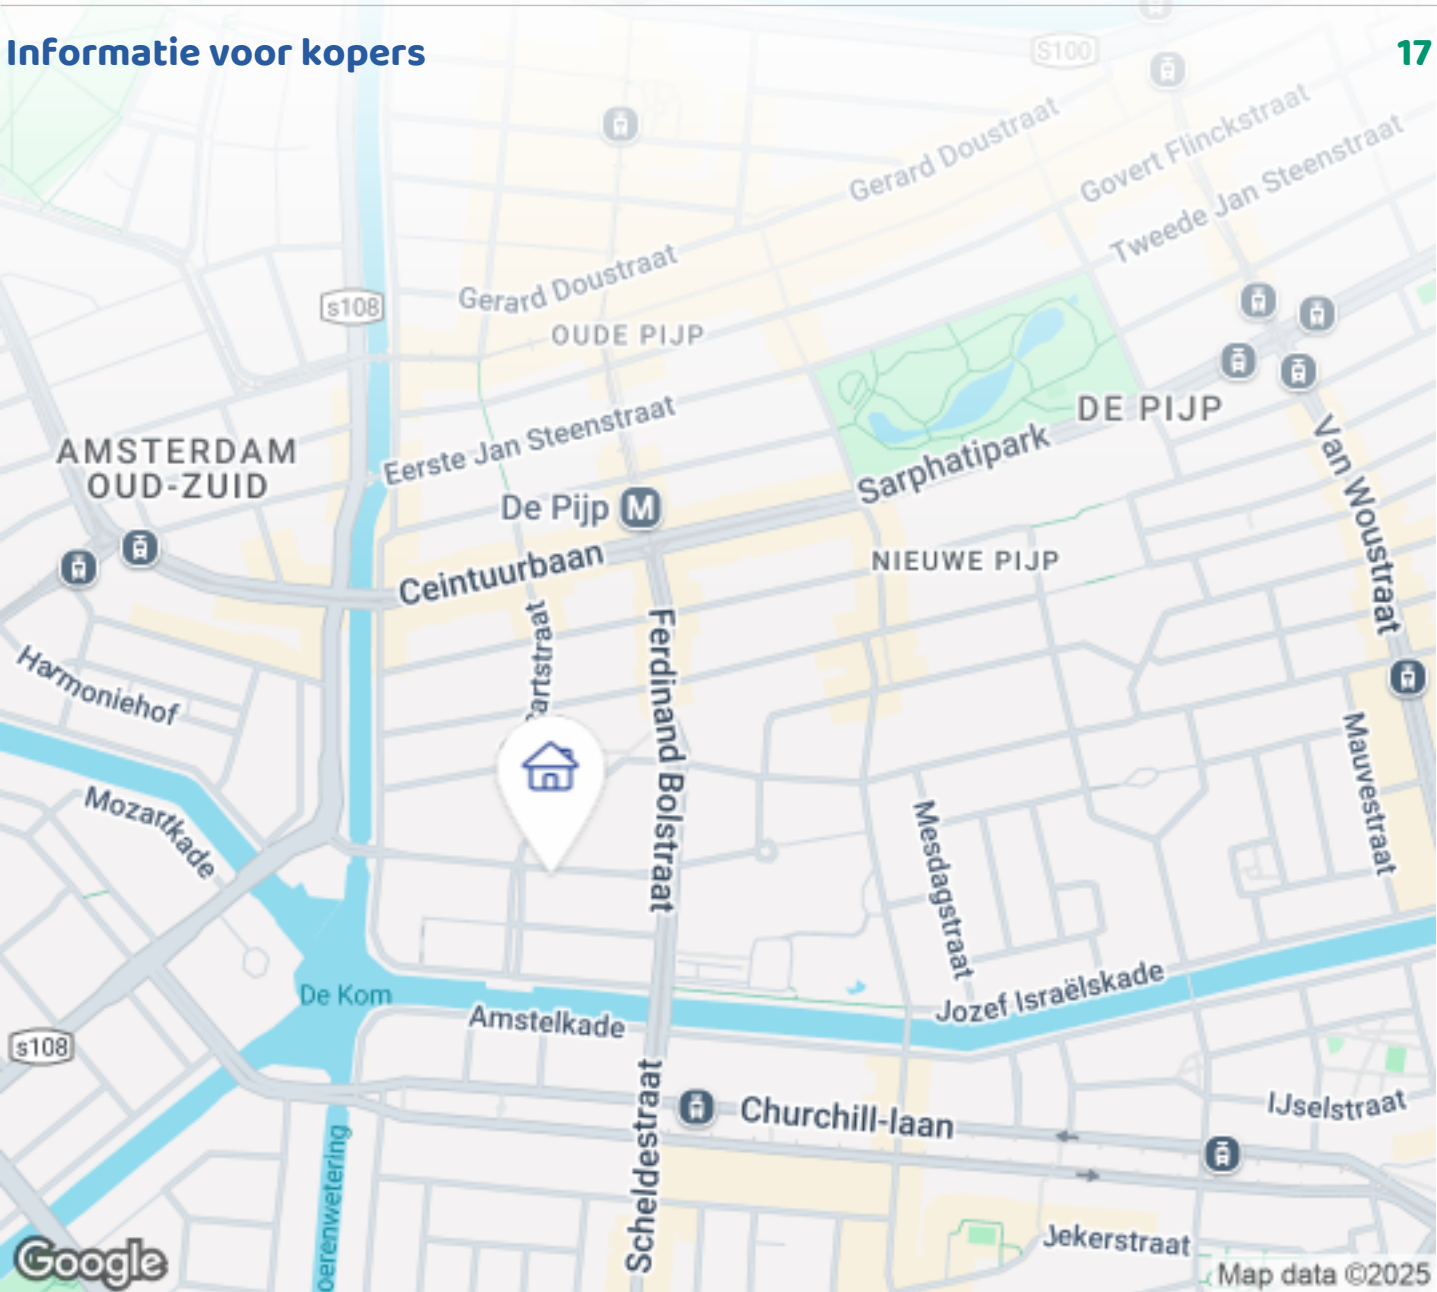 Informatie voor kopers
17
S100
Gerard Doustraat
Govert Flinckstraat
Tweede Jan Steenstraat
Gerard Doustraat
s108
OUDE PIJP
Eerste Jan Steenstraat
DE PIJP
AMSTERDAM
OUD-ZUID
Sarphatipark
De Pijp
M
Van Woustraat
Ceintuurbaan
NIEUWE PIJP
artstraat
Ferdinand Bolstraat
Harmoniehof
Mozartkade
Mesdagstraat
Mauvestraat
De Kom
Amstelkade
Jozef Israëlskade
s108
Scheldestraat
Churchill-laan
IJselstraat
oerenwetering
Jekerstraat
Google
Map data ©2025